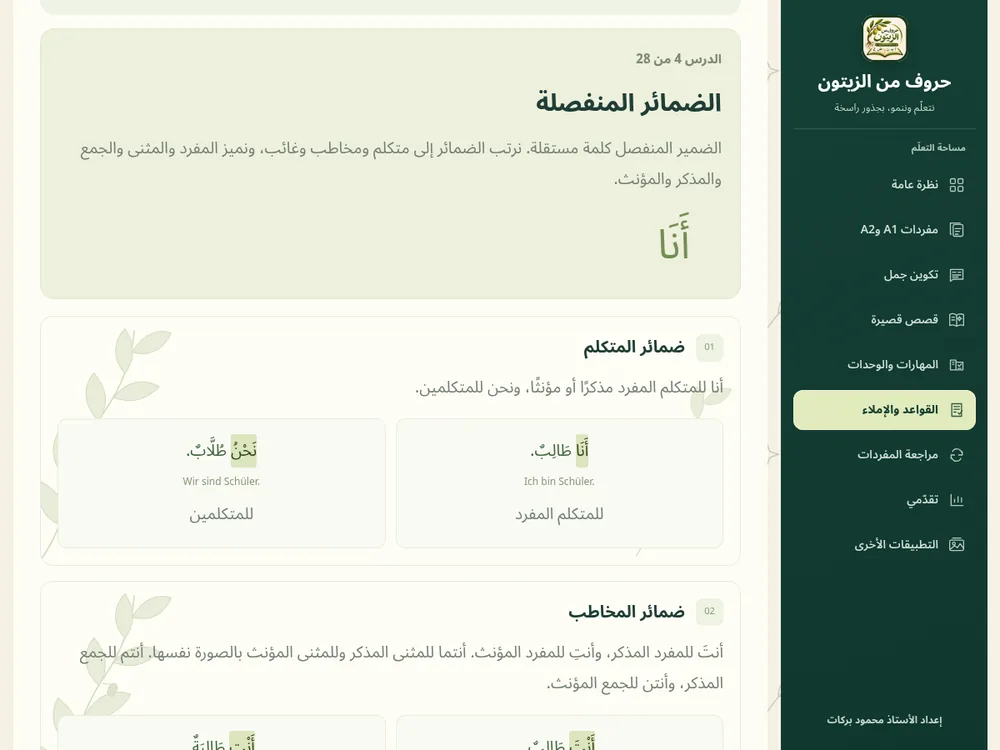 حروف من الزيتون
نتعلّم وننمو، بجذور راسخة
مساحة التعلّم
نظرة عامة
مفردات A1 وA2
تكوين جمل
قصص قصيرة
المهارات والوحدات
القواعد والإملاء
مراجعة المفردات
تقدّمي
التطبيقات الأخرى
إعداد الأستاذ محمود بركات
الدرس 4 من 28
الضمائر المنفصلة
الضمير المنفصل كلمة مستقلة. نرتب الضمائر إلى متكلم ومخاطب وغائب، ونميز المفرد والمثنى والجمع
والمذكر والمؤنث.
أَنَا
01
ضمائر المتكلم
أنا للمتكلم المفرد مذكرًا أو مؤنثًا، ونحن للمتكلمين.
أَنَا طَالِبٌ.
Ich bin Schüler.
للمتكلم المفرد
نَحْنُ طُلَّابٌ.
Wir sind Schüler.
للمتكلمين
02
ضمائر المخاطب
أنتَ للمفرد المذكر، وأنتِ للمفرد المؤنث. أنتما للمثنى المذكر وللمثنى المؤنث بالصورة نفسها. أنتم للجمع
المذكر، وأنتن للجمع المؤنث.